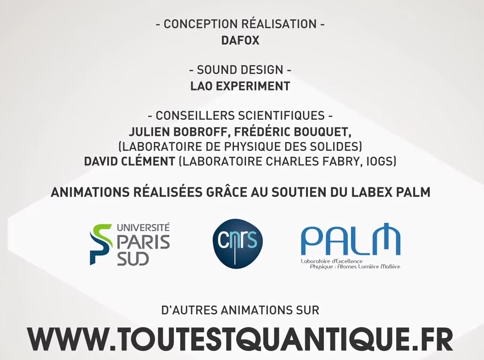 - CONCEPTION RÉALISATION -
DAFOX
- SOUND DESIGN -
LAO EXPERIMENT
- CONSEILLERS SCIENTIFIQUES -
JULIEN BOBROFF, FRÉDÉRIC BOUQUET,
(LABORATOIRE DE PHYSIQUE DES SOLIDES)
DAVID CLÉMENT (LABORATOIRE CHARLES FABRY, IOGS)
ANIMATIONS RÉALISÉES GRÂCE AU SOUTIEN DU LABEX PALM
UNIVERSITÉ
PARIS
SUD
cnrs
PALM
Laboratoire d'Excellence
Physique : Atomes Lumière Matière
D'AUTRES ANIMATIONS SUR
WWW.TOUTESTQUANTIQUE.FR